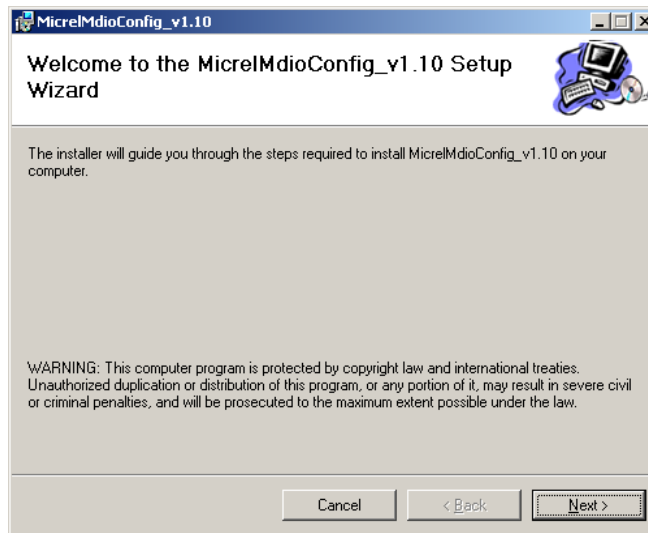 MicrelMdioConfig_v1.10
Welcome to the MicrelMdioConfig_v1.10 Setup
Wizard
The installer will guide you through the steps required to install MicrelMdioConfig_v1.10 on your
computer.
WARNING: This computer program is protected by copyright law and international treaties.
Unauthorized duplication or distribution of this program, or any portion of it, may result in severe civil
or criminal penalties, and will be prosecuted to the maximum extent possible under the law.
Cancel
< Back
Next >